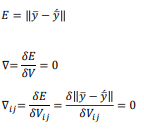 E = ‖ȳ − ŷ̄‖
∇= δE/δV = 0
∇ᵢⱼ= δE/δVᵢⱼ = δ‖ȳ − ŷ̄‖/δVᵢⱼ = 0